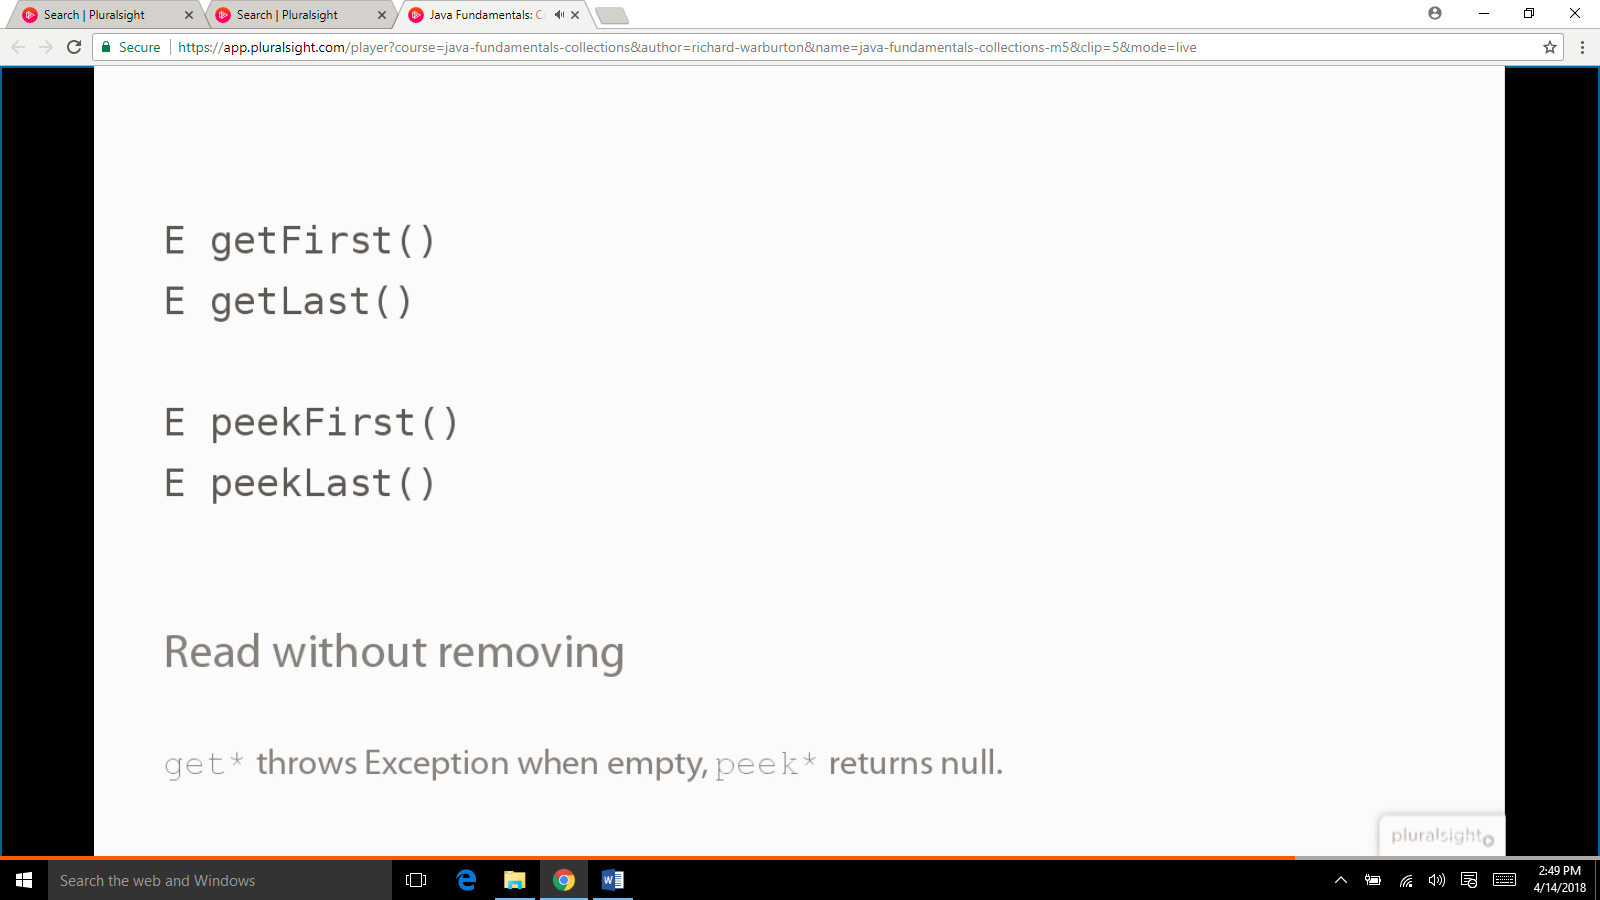 Search | Pluralsight
Search | Pluralsight
Java Fundamentals: C
Secure
https://app.pluralsight.com/player?course=java-fundamentals-collections&author=richard-warburton&name=java-fundamentals-collections-m5&clip=5&mode=live
E getFirst()
E getLast()
E peekFirst()
E peekLast()
Read without removing
get* throws Exception when empty, peek* returns null.
pluralsight
Search the web and Windows
2:49 PM
4/14/2018